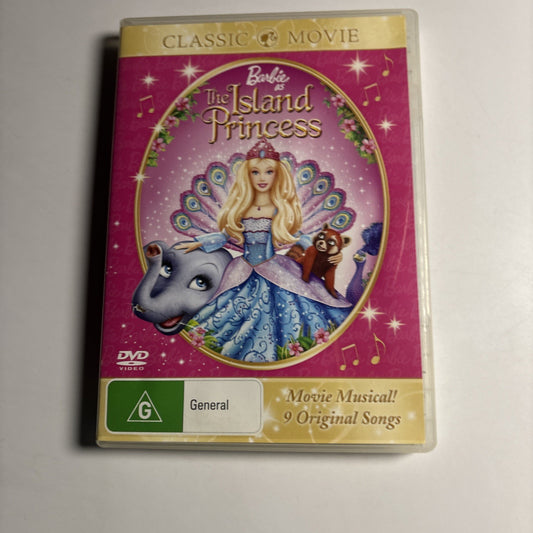 CLASSIC MOVIE
Barbie
as
The Island
Princess
DVD
VIDEO
G
General
Movie Musical!
9 Original Songs